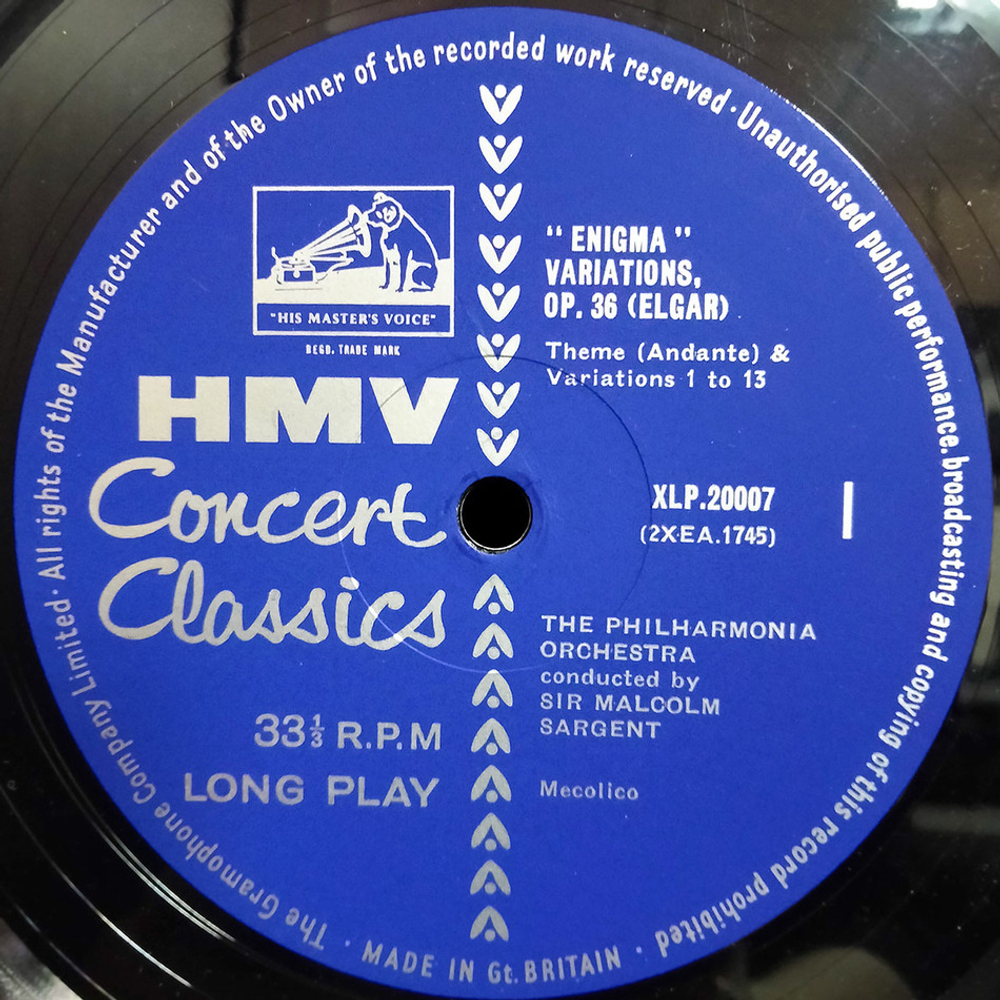 The Gramophone Company Limited · All rights of the Manufacturer and of the Owner of the recorded work reserved · Unauthorised public performance. broadcasting and copying of this record prohibited ·
MADE IN Gt. BRITAIN ·
"HIS MASTER'S VOICE"
REGD. TRADE MARK
HMV
Concert
Classics
33⅓ R.P.M
LONG PLAY
" ENIGMA "
VARIATIONS,
OP. 36 (ELGAR)
Theme (Andante) &
Variations 1 to 13
XLP.20007
(2XEA.1745)
1
THE PHILHARMONIA
ORCHESTRA
conducted by
SIR MALCOLM
SARGENT
Mecolico